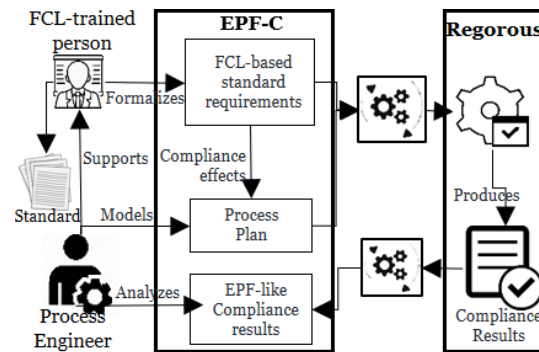 FCL-trained
person
EPF-C
Regorous
FCL-based
standard
requirements
Formalizes
Supports
Compliance
effects
Standard
Models
Process
Plan
Produces
Analyzes
EPF-like
Compliance
results
Process
Engineer
Compliance
Results